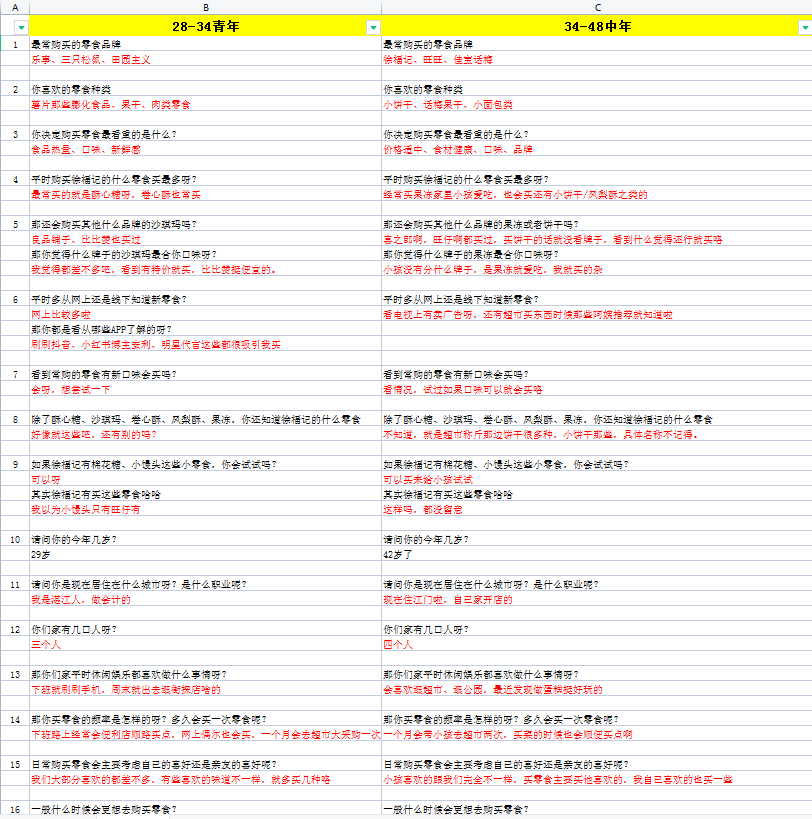 A B C
28-34青年 34-48中年
1 最常购买的零食品牌 最常购买的零食品牌
乐事、三只松鼠、田园主义 徐福记、旺旺、佳宝话梅
2 你喜欢的零食种类 你喜欢的零食种类
薯片那些膨化食品、果干、肉类零食 小饼干、话梅果干、小面包类
3 你决定购买零食最看重的是什么? 你决定购买零食最看重的是什么?
食品热量、口味、新鲜感 价格适中、食材健康、口味、品牌
4 平时购买徐福记的什么零食买最多呀? 平时购买徐福记的什么零食买最多呀?
最常买的就是酥心糖呀,卷心酥也常买 经常买果冻家里小孩爱吃,也会买还有小饼干/凤梨酥之类的
5 那还会购买其他什么品牌的沙琪玛吗? 那还会购买其他什么品牌的果冻或者饼干吗?
良品铺子、比比赞也买过 喜之郎啊,旺仔啊都买过,买饼干的话就没看牌子,看到什么觉得还行就买咯
那你觉得什么牌子的沙琪玛最合你口味呀? 那你觉得什么牌子的果冻最合你口味呀?
我觉得都差不多吧,看到有特价就买,比比赞挺便宜的。 小孩没有分什么牌子,是果冻就爱吃,我就买的杂
6 平时多从网上还是线下知道新零食? 平时多从网上还是线下知道新零食?
网上比较多啦 看电视上有卖广告呀,还有超市买东西时候那些阿姨推荐就知道啦
那你都是看从哪些APP了解的呀?
刷刷抖音、小红书博主安利、明星代言这些都很吸引我买
7 看到常购的零食有新口味会买吗? 看到常购的零食有新口味会买吗?
会呀,想尝试一下 看情况,试过如果口味可以就会买咯
8 除了酥心糖、沙琪玛、卷心酥、凤梨酥、果冻,你还知道徐福记的什么零食 除了酥心糖、沙琪玛、卷心酥、凤梨酥、果冻,你还知道徐福记的什么零食
好像就这些吧,还有别的吗? 不知道,就是超市称斤那边饼干很多种,小饼干那些,具体名称不记得。
9 如果徐福记有棉花糖、小馒头这些小零食,你会试试吗? 如果徐福记有棉花糖、小馒头这些小零食,你会试试吗?
可以呀 可以买来给小孩试试
其实徐福记有买这些零食哈哈 其实徐福记有买这些零食哈哈
我以为小馒头只有旺仔有 这样吗,都没留意
10 请问你的今年几岁? 请问你的今年几岁?
29岁 42岁了
11 请问你是现在居住在什么城市呀?是什么职业呢? 请问你是现在居住在什么城市呀?是什么职业呢?
我是湛江人,做会计的 现在住江门啦,自己家开店的
12 你们家有几口人呀? 你们家有几口人呀?
三个人 四个人
13 那你们家平时休闲娱乐都喜欢做什么事情呀? 那你们家平时休闲娱乐都喜欢做什么事情呀?
下班就刷刷手机,周末就出去逛街探店啥的 会喜欢逛超市、逛公园,最近发现做蛋糕挺好玩的
14 那你买零食的频率是怎样的呀?多久会买一次零食呢? 那你买零食的频率是怎样的呀?多久会买一次零食呢?
下班路上经常会便利店顺路买点,网上偶尔也会买,一个月会去超市大采购一次 一个月会带小孩去超市两次,买菜的时候也会顺便买点啊
15 日常购买零食会主要考虑自己的喜好还是亲友的喜好呢? 日常购买零食会主要考虑自己的喜好还是亲友的喜好呢?
我们大部分喜欢的都差不多,有些喜欢的味道不一样,就多买几种咯 小孩喜欢的跟我们完全不一样,买零食主要买他喜欢的,我自己喜欢的也买一些
16 一般什么时候会更想去购买零食? 一般什么时候会更想去购买零食?